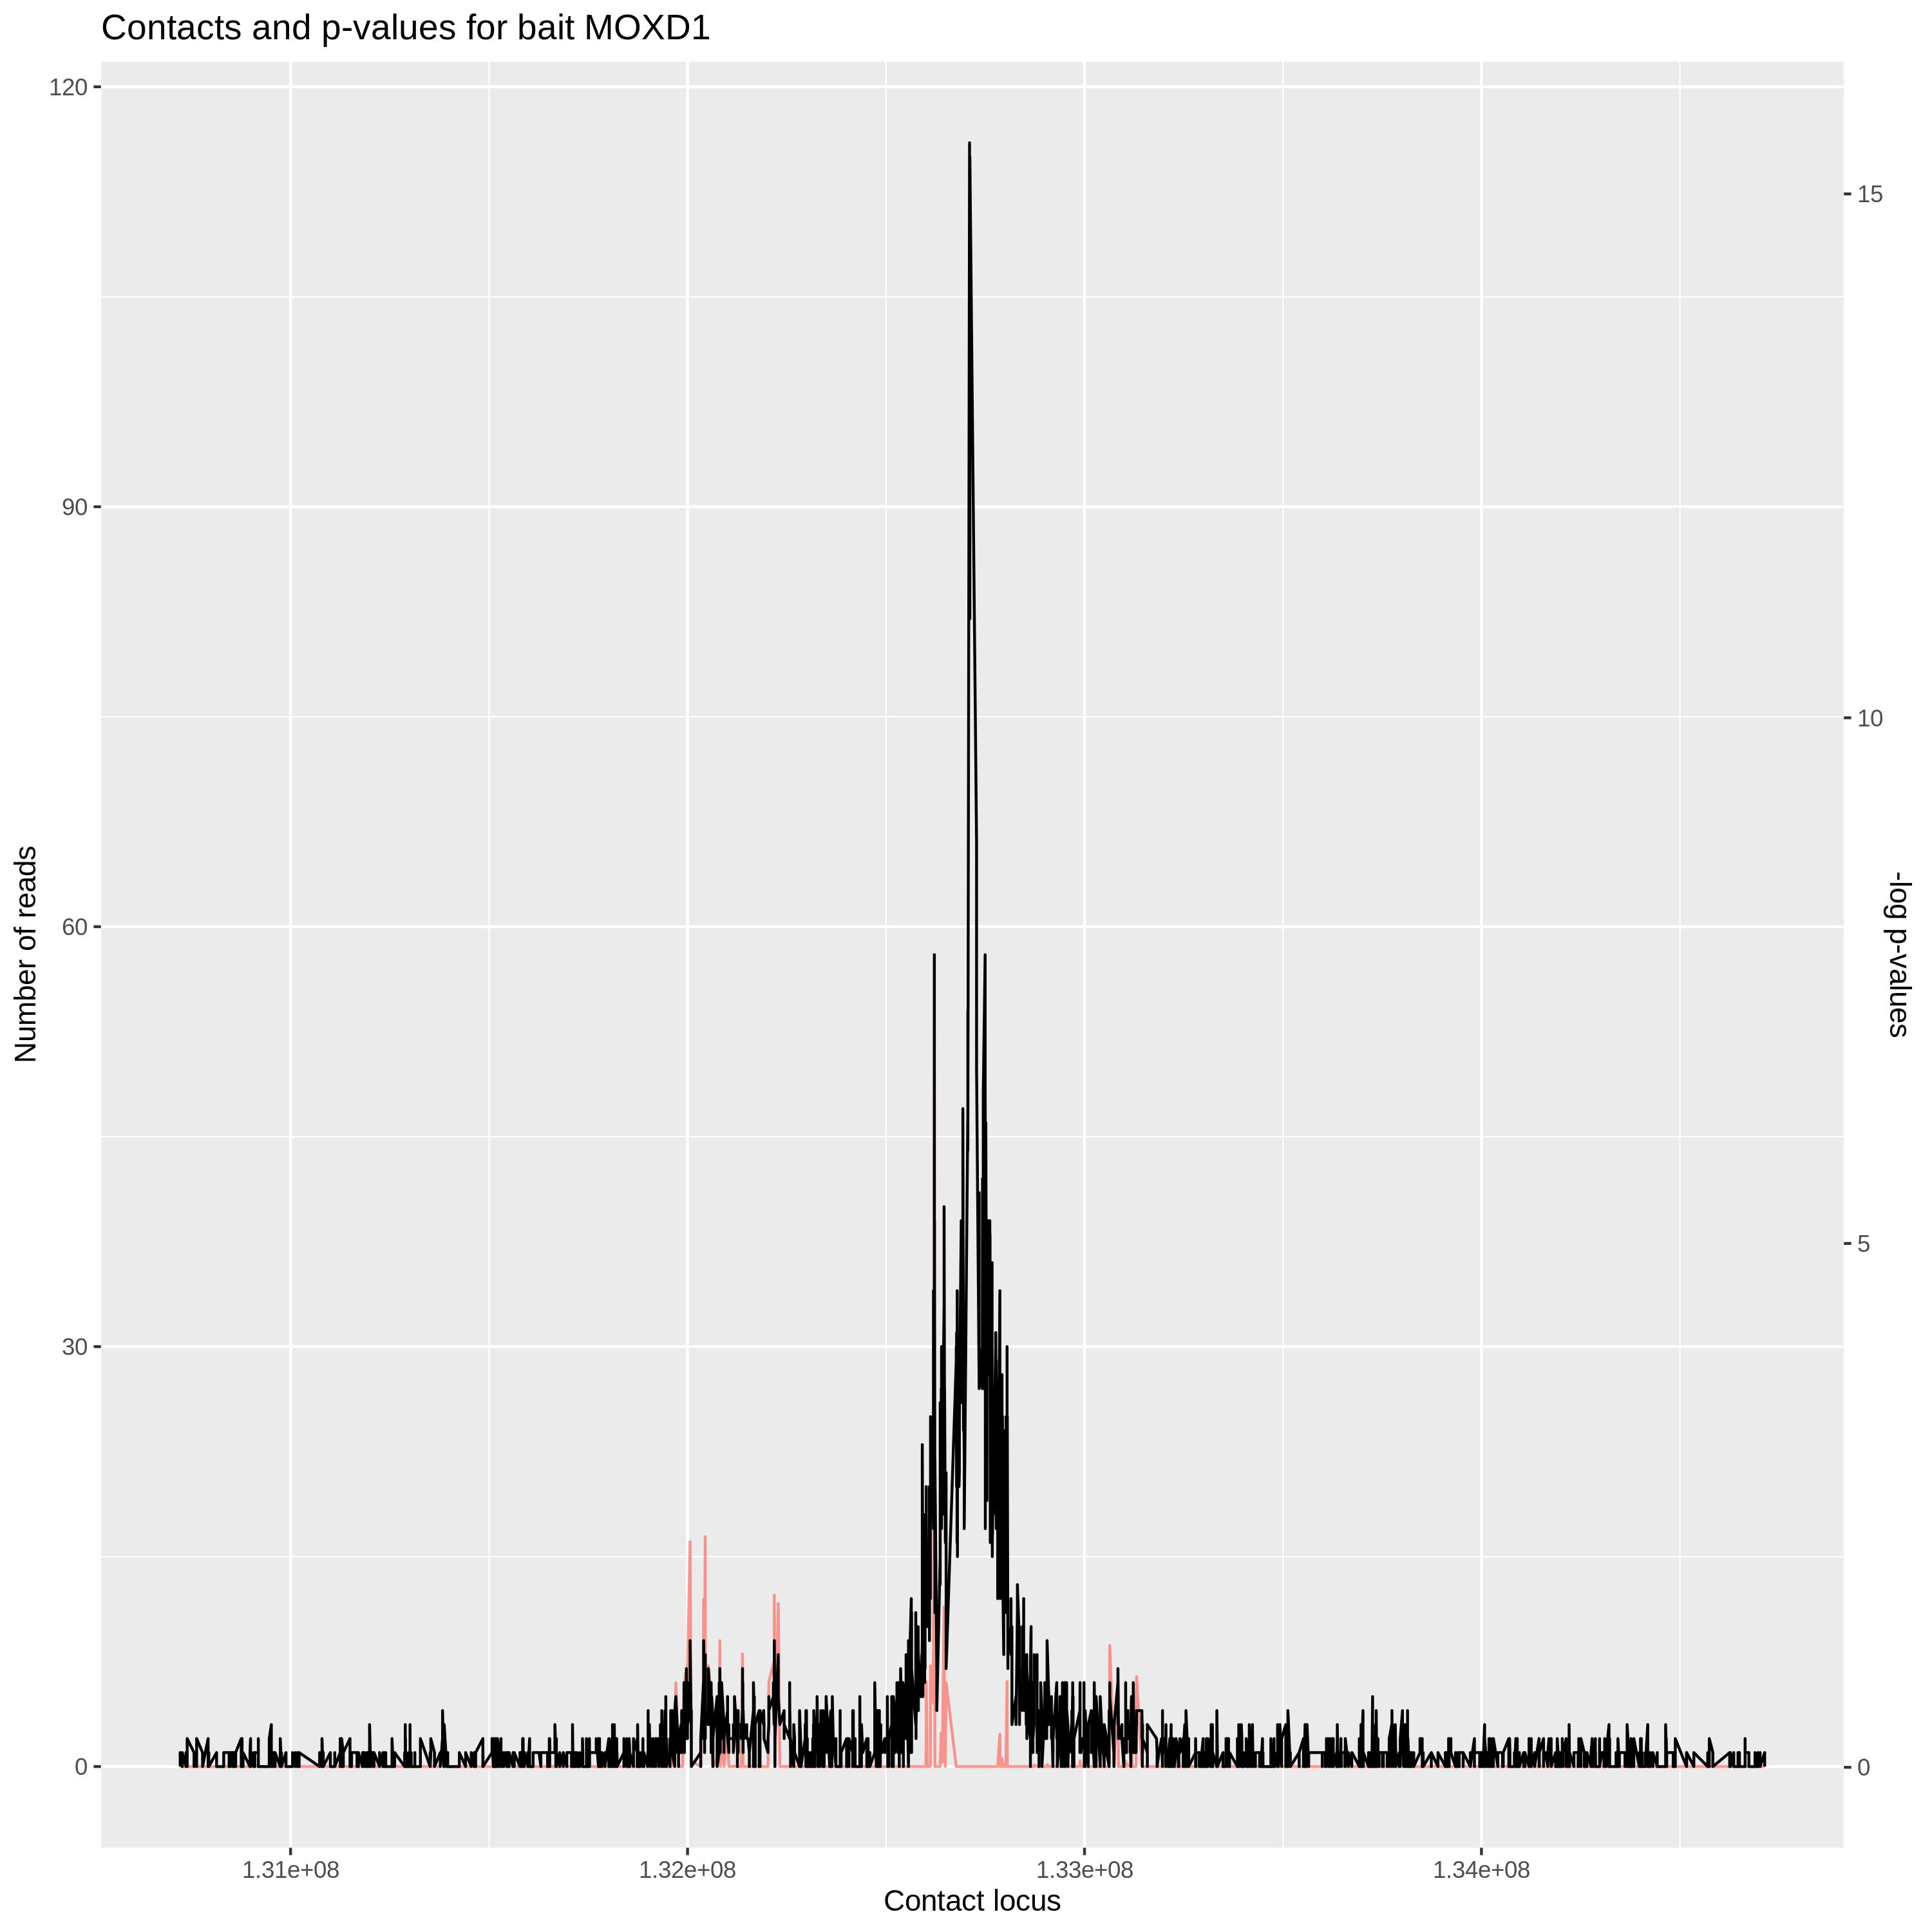 Contacts and p-values for bait MOXD1
120
90
60
30
0
Number of reads
15
10
5
0
-log p-values
1.31e+08
1.32e+08
1.33e+08
1.34e+08
Contact locus